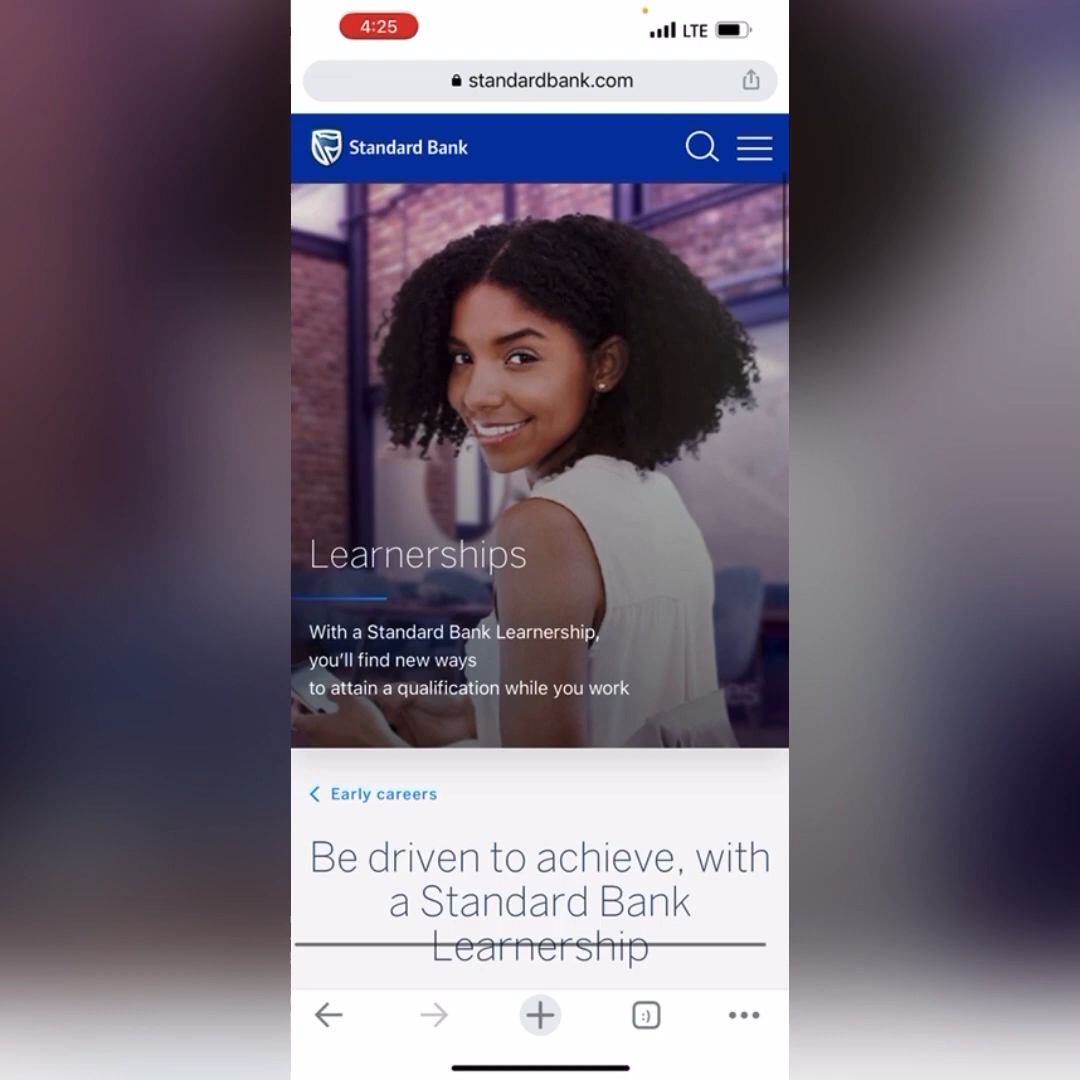 4:25
LTE
standardbank.com
Standard Bank
Learnerships
With a Standard Bank Learnership,
you'll find new ways
to attain a qualification while you work
Early careers
Be driven to achieve, with
a Standard Bank
Learnership
:)